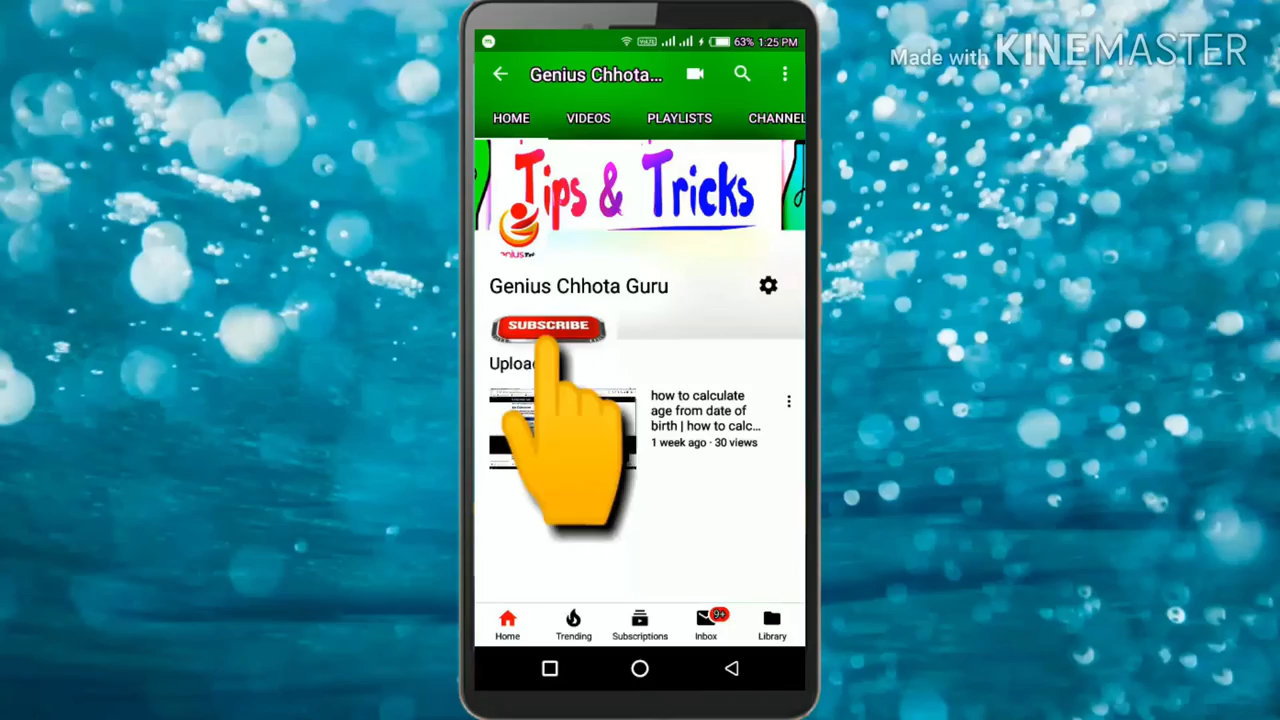 Made with KINEMASTER
VoLTE 63% 1:25 PM
Genius Chhota...
HOME VIDEOS PLAYLISTS CHANNEL
Tips & Tricks
Genius Chhota Guru
SUBSCRIBE
Uploa
how to calculate
age from date of
birth | how to calc...
1 week ago · 30 views
9+
Home Trending Subscriptions Inbox Library